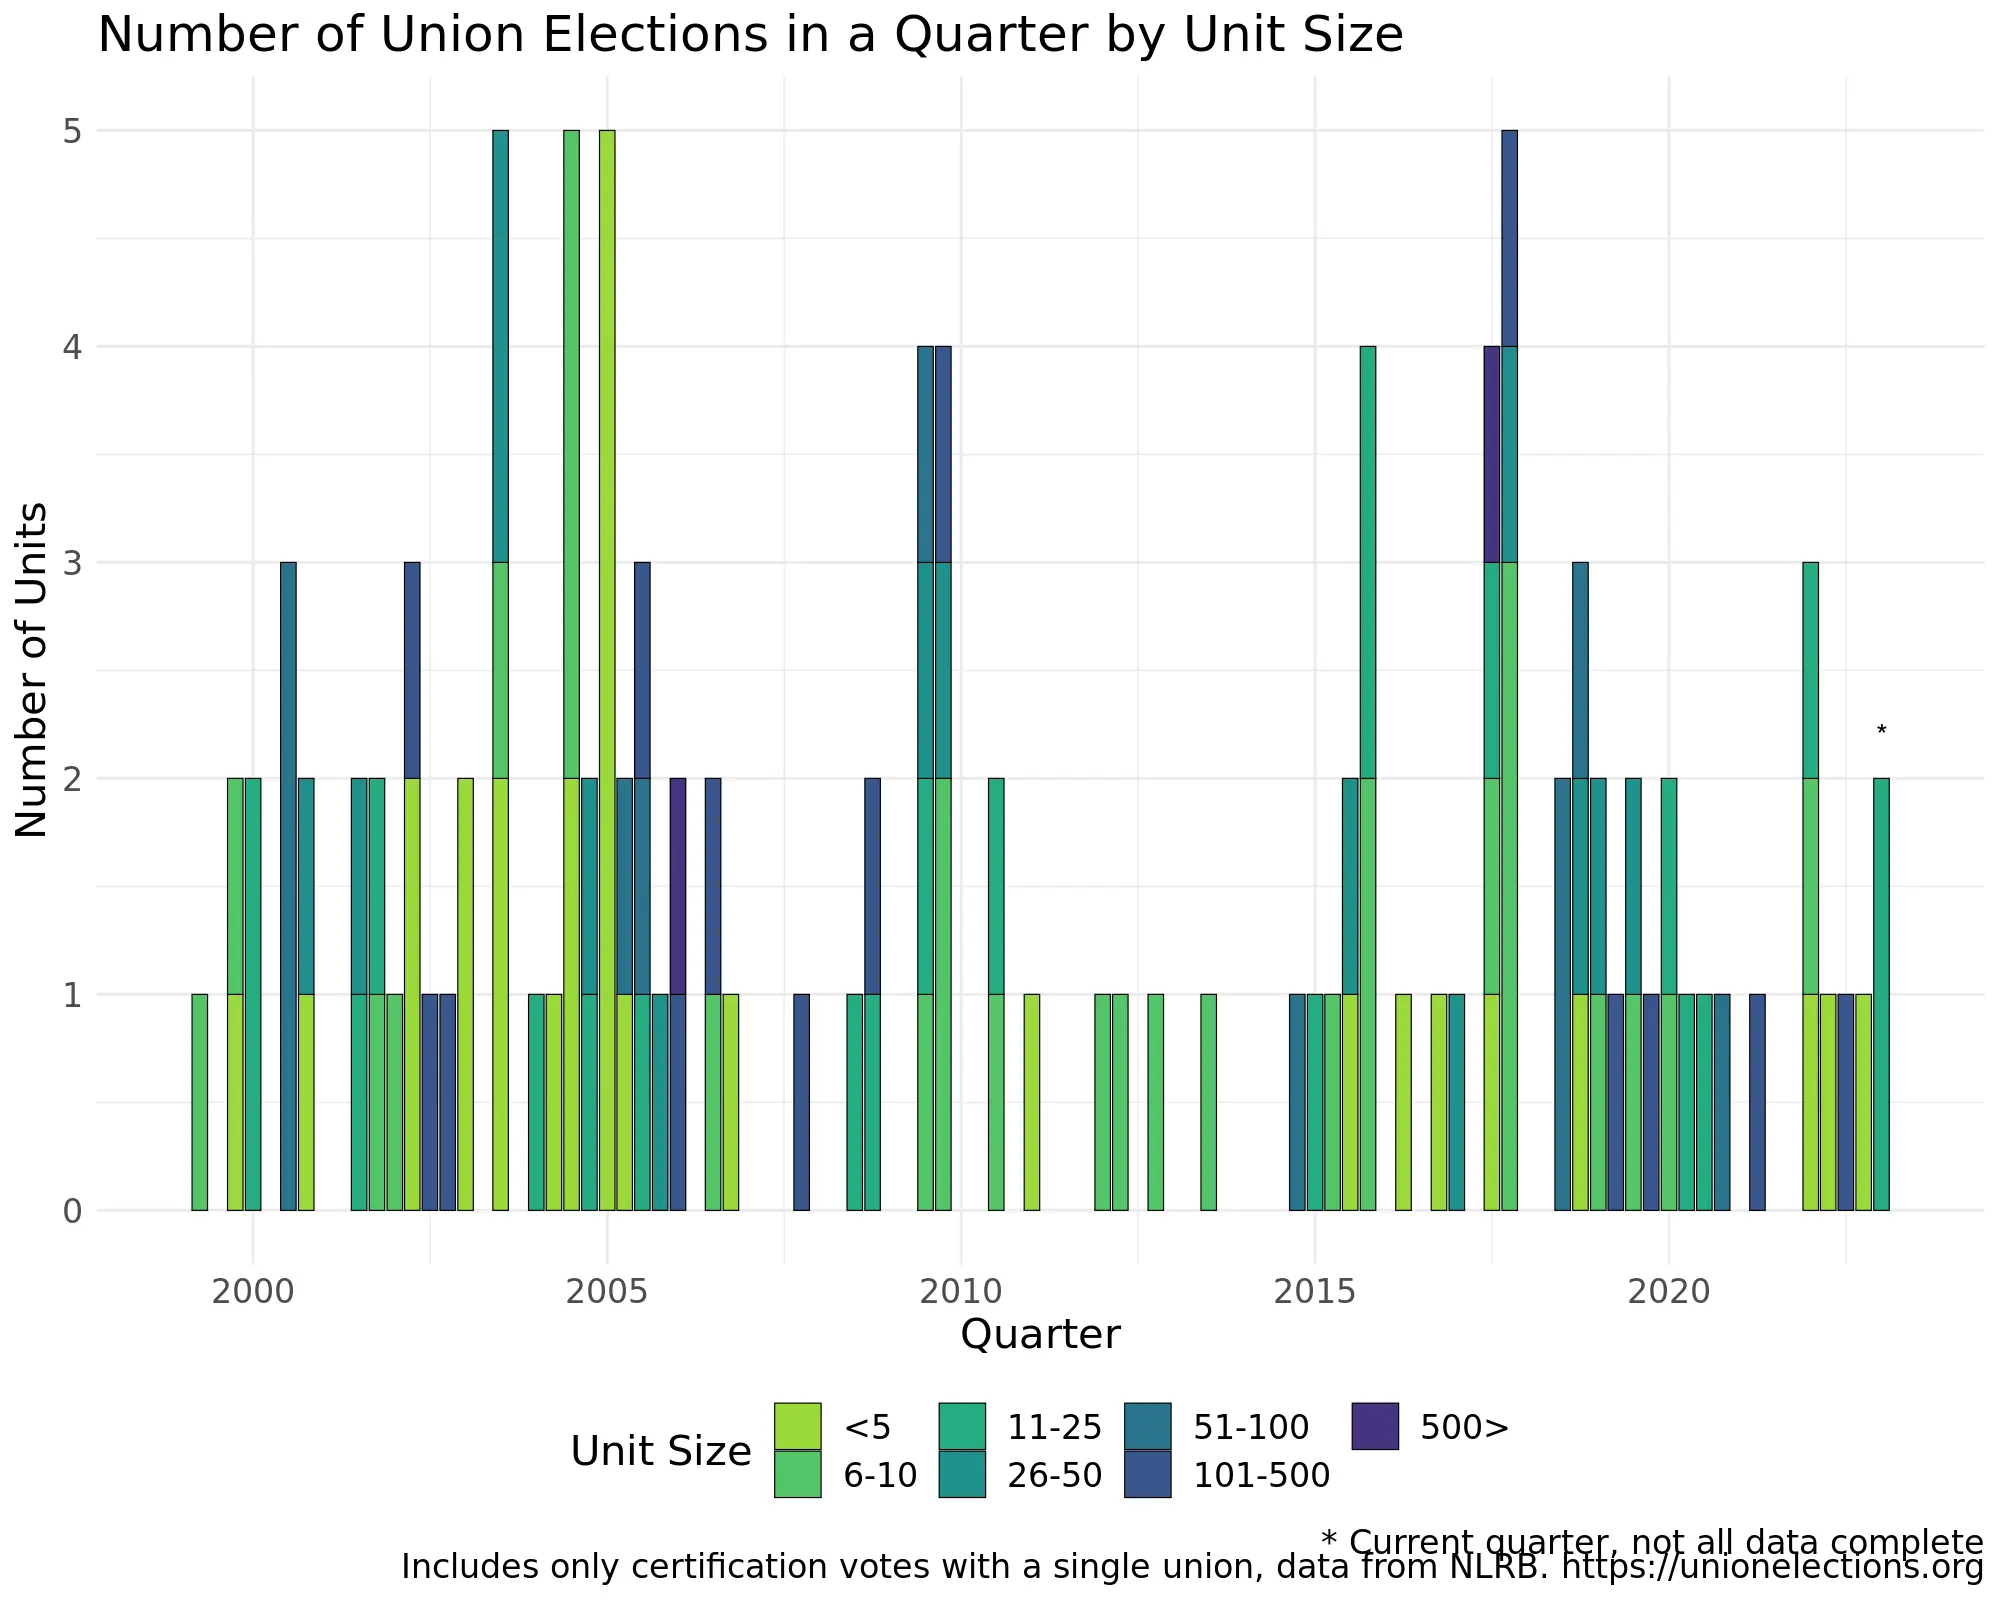 Number of Union Elections in a Quarter by Unit Size
Number of Units
5
4
3
2
1
0
*
2000 2005 2010 2015 2020
Quarter
Unit Size
<5 11-25 51-100 500>
6-10 26-50 101-500
* Current quarter, not all data complete
Includes only certification votes with a single union, data from NLRB. https://unionelections.org